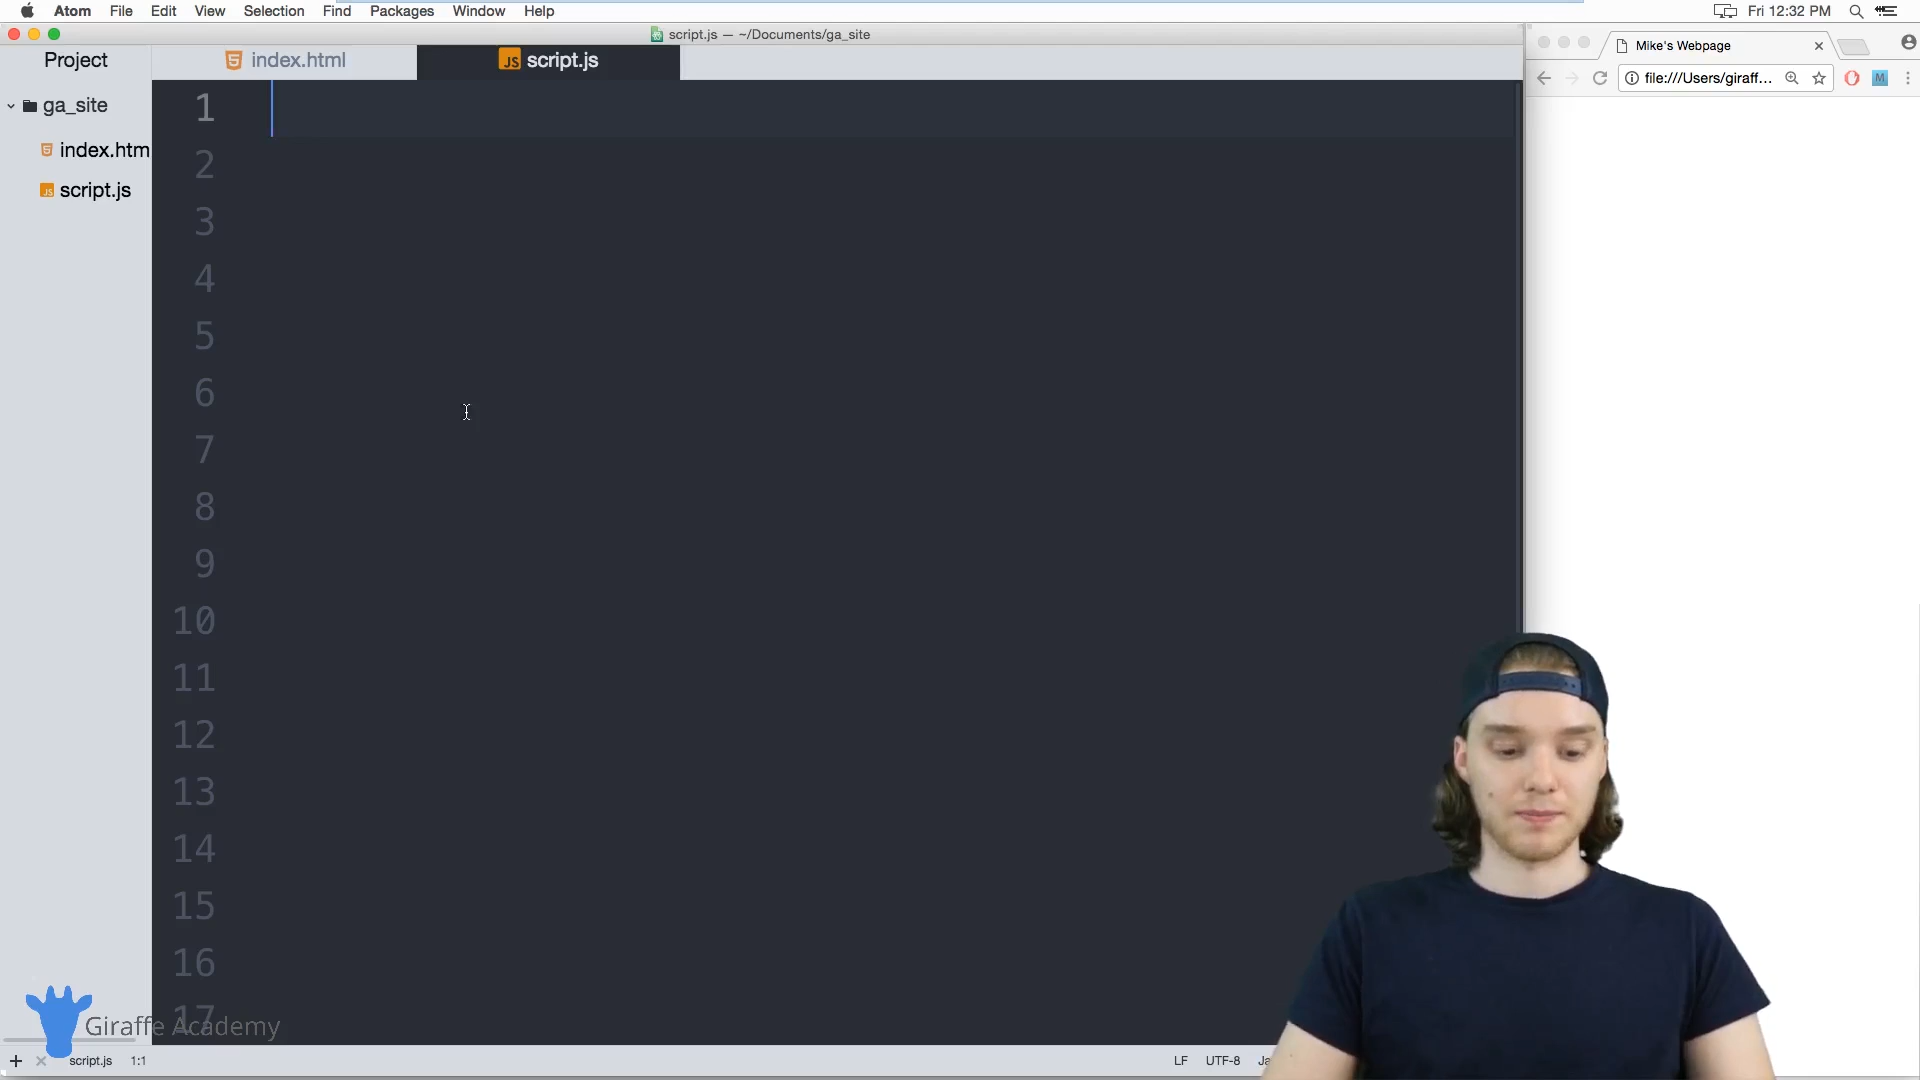 Atom File Edit View Selection Find Packages Window Help Fri 12:32 PM
script.js — ~/Documents/ga_site
Project
index.html
script.js
Mike's Webpage
file:///Users/giraff...
M
ga_site
index.htm
script.js
1
2
3
4
5
6
7
8
9
10
11
12
13
14
15
16
17
Giraffe Academy
script.js 1:1
LF UTF-8 Ja